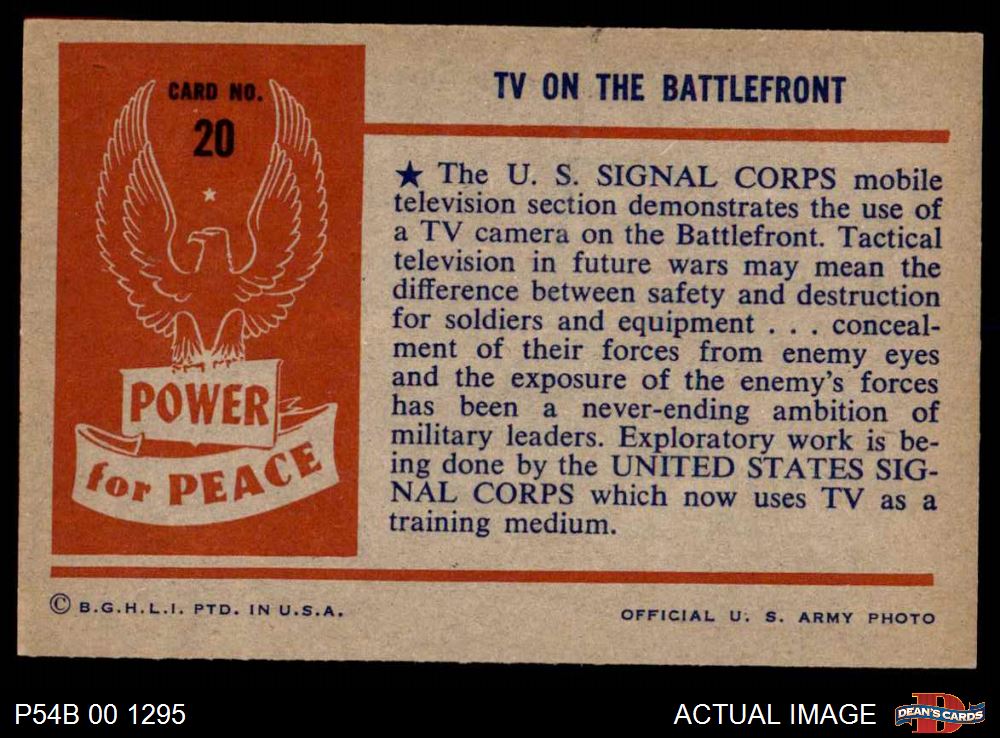 CARD NO.
20
POWER
for PEACE
TV ON THE BATTLEFRONT
★ The U. S. SIGNAL CORPS mobile
television section demonstrates the use of
a TV camera on the Battlefront. Tactical
television in future wars may mean the
difference between safety and destruction
for soldiers and equipment . . . conceal-
ment of their forces from enemy eyes
and the exposure of the enemy's forces
has been a never-ending ambition of
military leaders. Exploratory work is be-
ing done by the UNITED STATES SIG-
NAL CORPS which now uses TV as a
training medium.
© B.G.H.L.I. PTD. IN U.S.A.
OFFICIAL U. S. ARMY PHOTO
P54B 00 1295
ACTUAL IMAGE
D
DEAN'S CARDS